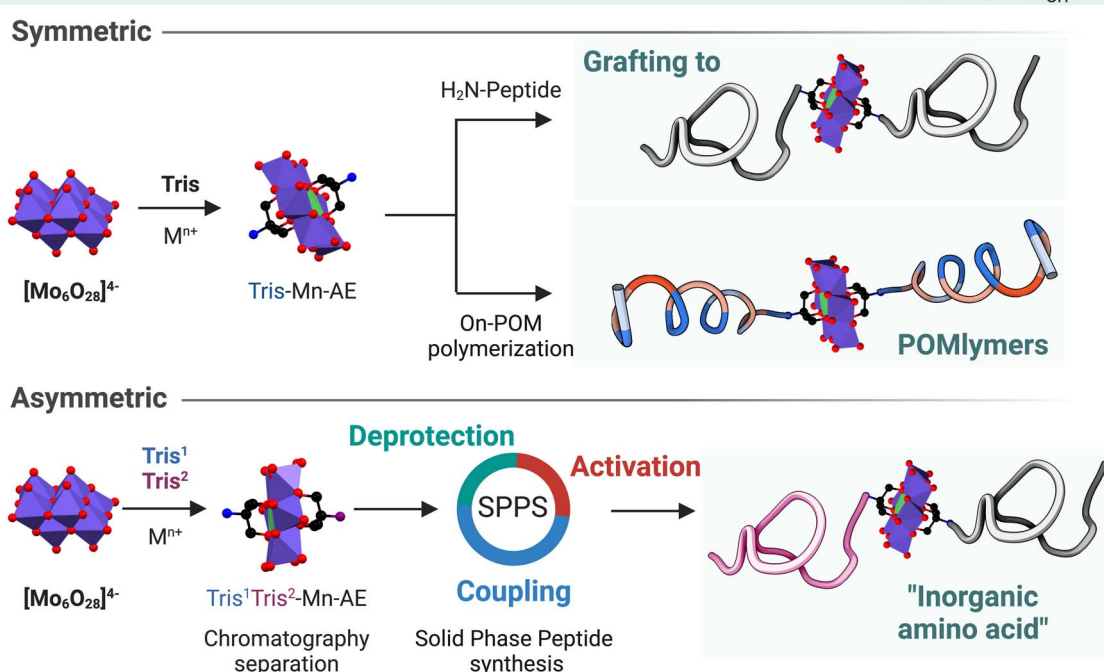 Symmetric
Grafting to
H₂N-Peptide
Tris
Mⁿ⁺
[Mo₆O₂₈]⁴⁻
Tris-Mn-AE
On-POM
polymerization
POMlymers
Asymmetric
Tris¹
Tris²
Mⁿ⁺
[Mo₆O₂₈]⁴⁻
Tris¹Tris²-Mn-AE
Chromatography
separation
Deprotection
Activation
SPPS
Coupling
Solid Phase Peptide
synthesis
"Inorganic
amino acid"